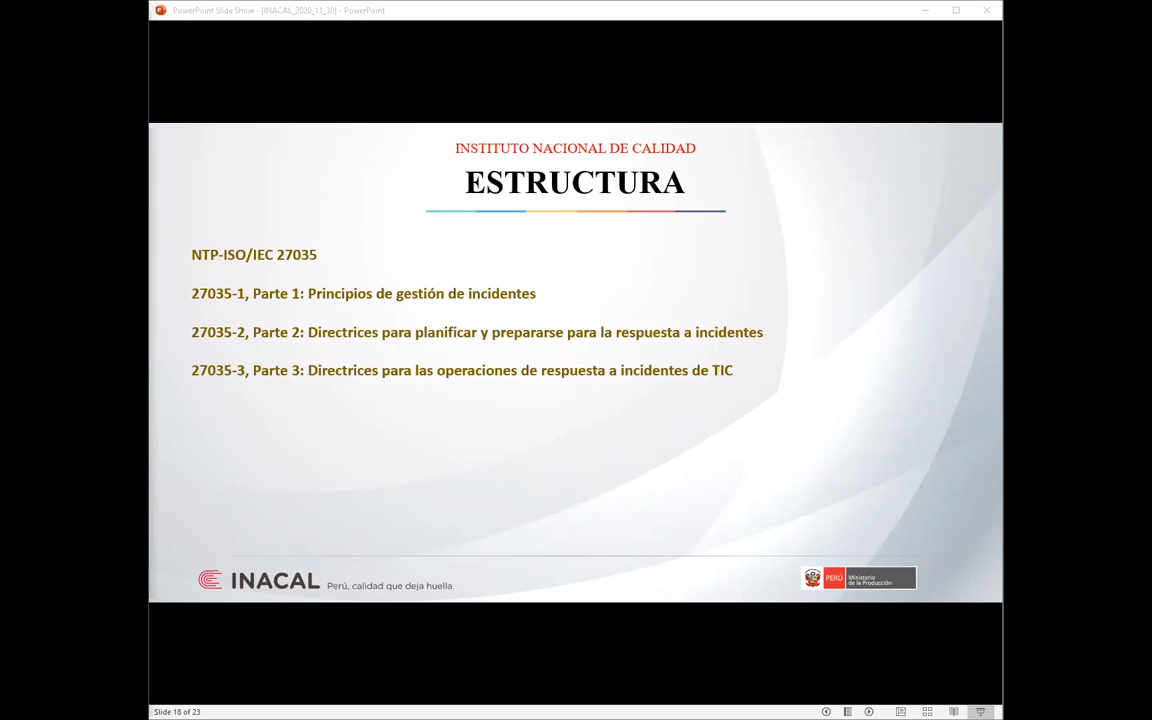 PowerPoint Slide Show - [INACAL_2020_11_30] - PowerPoint
INSTITUTO NACIONAL DE CALIDAD
ESTRUCTURA
NTP-ISO/IEC 27035
27035-1, Parte 1: Principios de gestión de incidentes
27035-2, Parte 2: Directrices para planificar y prepararse para la respuesta a incidentes
27035-3, Parte 3: Directrices para las operaciones de respuesta a incidentes de TIC
INACAL Perú, calidad que deja huella.
PERÚ Ministerio
de la Producción
Slide 18 of 23